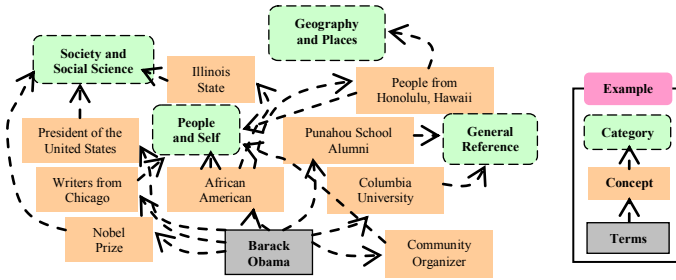 Geography
and Places
Society and
Social Science
Illinois
State
People from
Honolulu, Hawaii
Example
President of the
United States
People
and Self
Punahou School
Alumni
General
Reference
Category
Writers from
Chicago
African
American
Columbia
University
Concept
Nobel
Prize
Barack
Obama
Community
Organizer
Terms